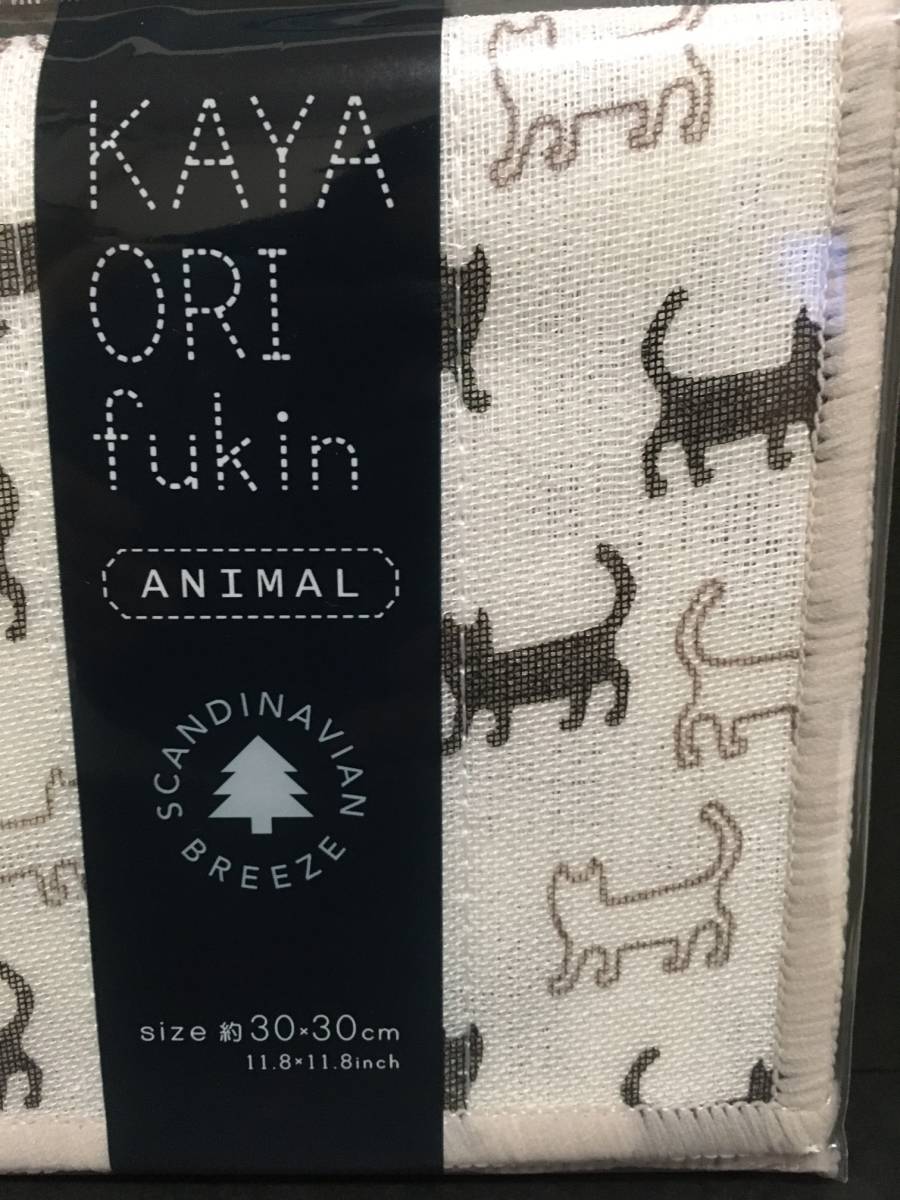 KAYA
ORI
fukin
ANIMAL
SCANDINAVIAN
BREEZE
size 約30×30cm
11.8×11.8inch